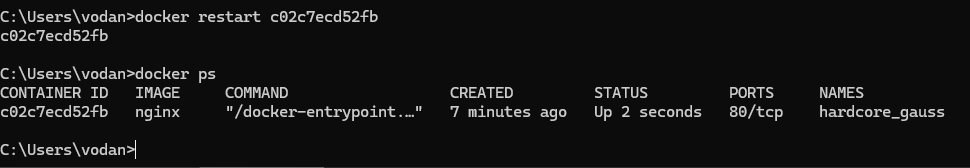 C:\Users\vodan>docker restart c02c7ecd52fb
c02c7ecd52fb
C:\Users\vodan>docker ps
CONTAINER ID   IMAGE     COMMAND                  CREATED         STATUS         PORTS     NAMES
c02c7ecd52fb   nginx     "/docker-entrypoint.…"   7 minutes ago   Up 2 seconds   80/tcp    hardcore_gauss
C:\Users\vodan>